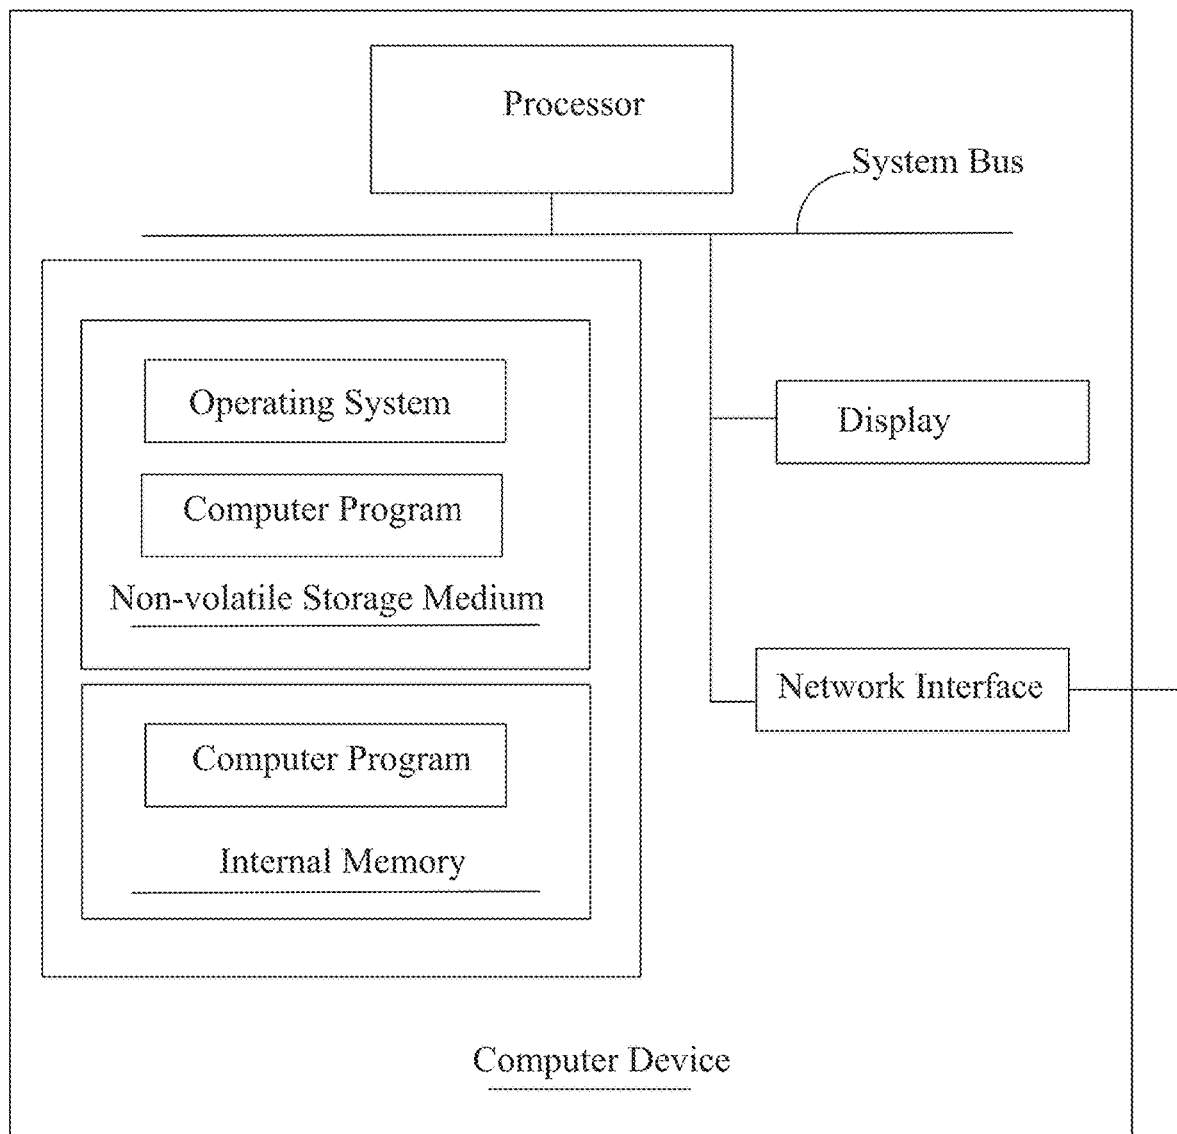 Processor
System Bus
Operating System
Computer Program
Non-volatile Storage Medium
Computer Program
Internal Memory
Display
Network Interface
Computer Device